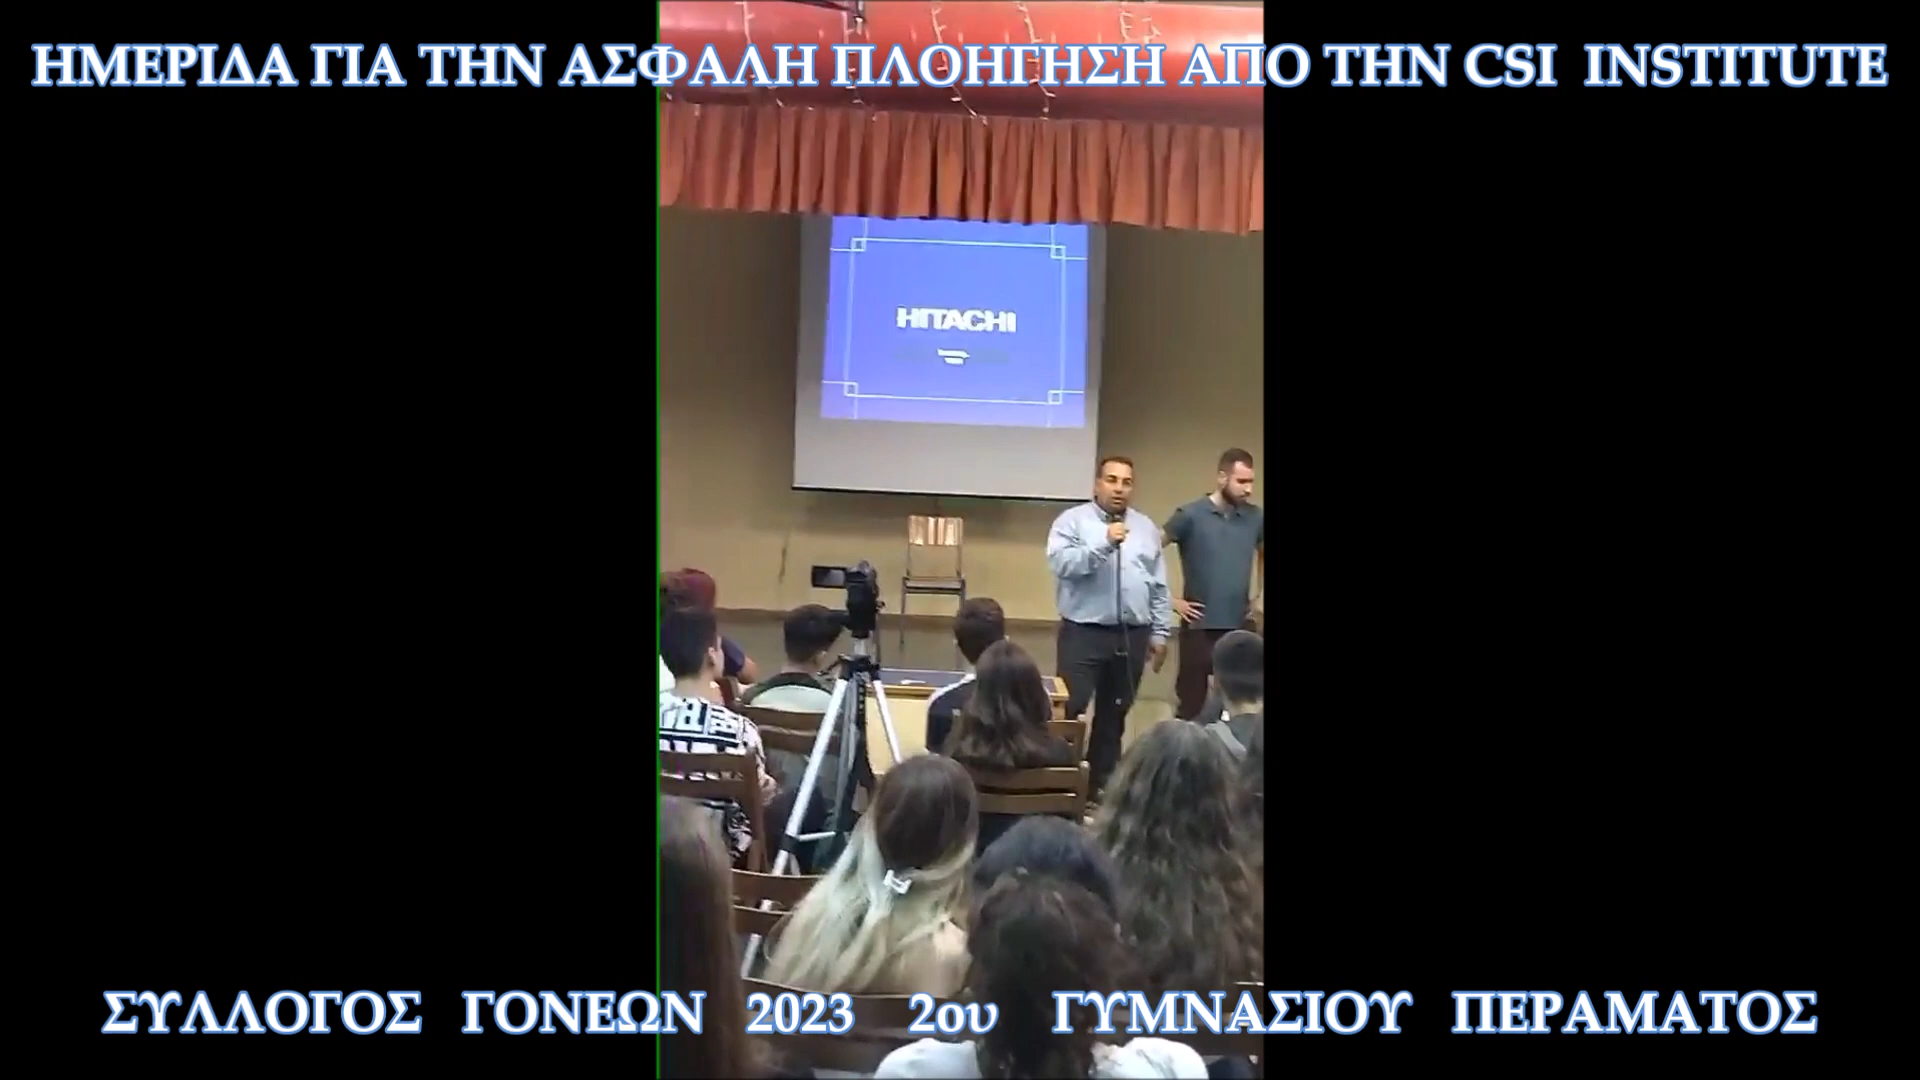 ΗΜΕΡΙΔΑ ΓΙΑ ΤΗΝ ΑΣΦΑΛΗ ΠΛΟΗΓΗΣΗ ΑΠΟ ΤΗΝ CSI INSTITUTE
HITACHI
ΣΥΛΛΟΓΟΣ ΓΟΝΕΩΝ 2023 2ου ΓΥΜΝΑΣΙΟΥ ΠΕΡΑΜΑΤΟΣ